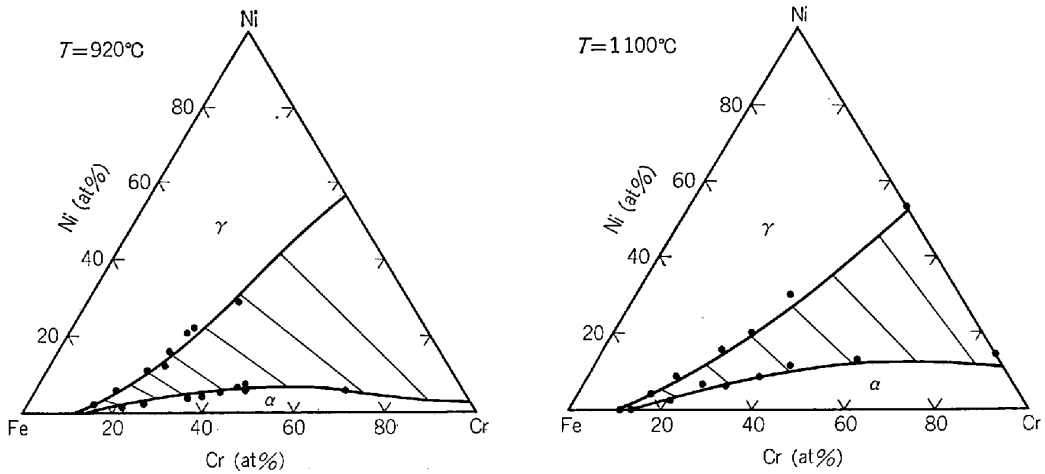 Ni
T=920℃
80
60
Ni (at%)
γ
40
20
α
Fe
20
40
60
80
Cr
Cr (at%)
Ni
T=1100℃
80
60
Ni (at%)
γ
40
20
α
Fe
20
40
60
80
Cr
Cr (at%)